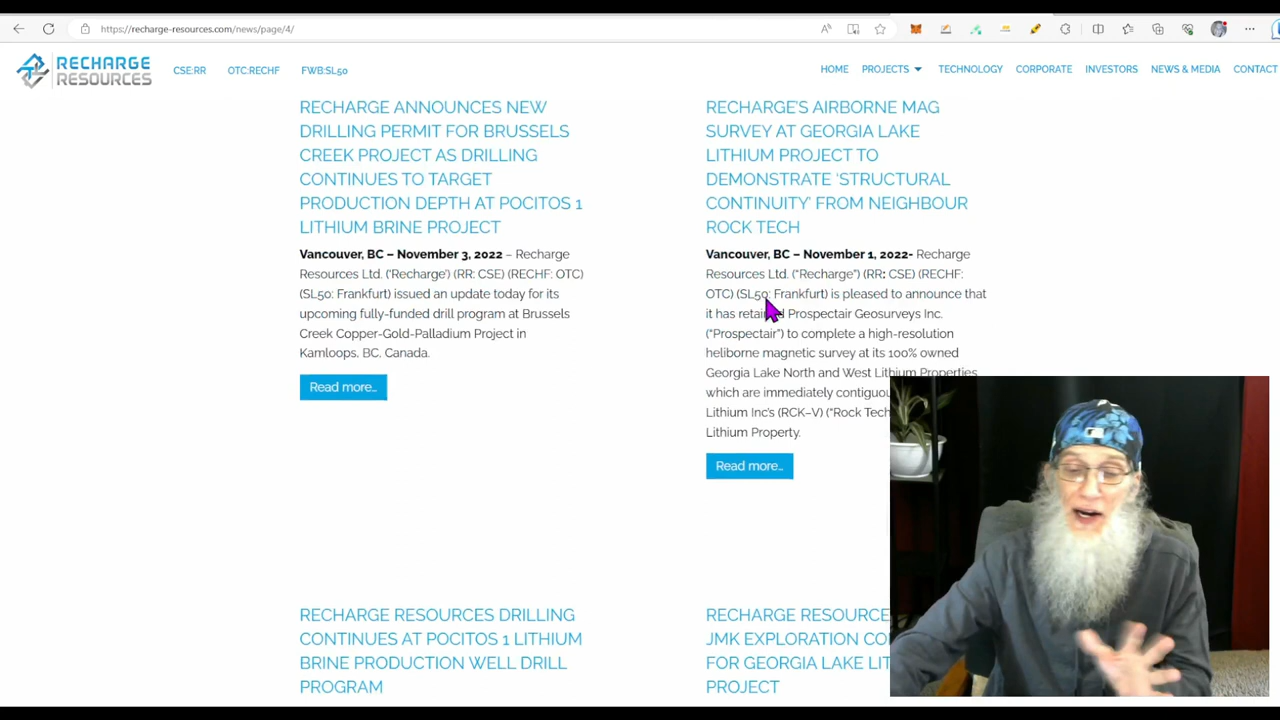 https://recharge-resources.com/news/page/4/
RECHARGE
RESOURCES
CSE:RR
OTC:RECHF
FWB:SL50
HOME
PROJECTS
TECHNOLOGY
CORPORATE
INVESTORS
NEWS & MEDIA
CONTACT
RECHARGE ANNOUNCES NEW
DRILLING PERMIT FOR BRUSSELS
CREEK PROJECT AS DRILLING
CONTINUES TO TARGET
PRODUCTION DEPTH AT POCITOS 1
LITHIUM BRINE PROJECT
Vancouver, BC – November 3, 2022 – Recharge
Resources Ltd. ('Recharge') (RR: CSE) (RECHF: OTC)
(SL50: Frankfurt) issued an update today for its
upcoming fully-funded drill program at Brussels
Creek Copper-Gold-Palladium Project in
Kamloops, BC, Canada.
Read more...
RECHARGE'S AIRBORNE MAG
SURVEY AT GEORGIA LAKE
LITHIUM PROJECT TO
DEMONSTRATE 'STRUCTURAL
CONTINUITY' FROM NEIGHBOUR
ROCK TECH
Vancouver, BC – November 1, 2022- Recharge
Resources Ltd. ("Recharge") (RR: CSE) (RECHF:
OTC) (SL50: Frankfurt) is pleased to announce that
it has retained Prospectair Geosurveys Inc.
("Prospectair") to complete a high-resolution
heliborne magnetic survey at its 100% owned
Georgia Lake North and West Lithium Properties
which are immediately
Lithium Inc's (RCK–V) ("Rock Tech
Lithium Property.
Read more...
RECHARGE RESOURCES DRILLING
CONTINUES AT POCITOS 1 LITHIUM
BRINE PRODUCTION WELL DRILL
PROGRAM
RECHARGE
JMK EXPLORATION
FOR GEORGIA LAKE
PROJECT